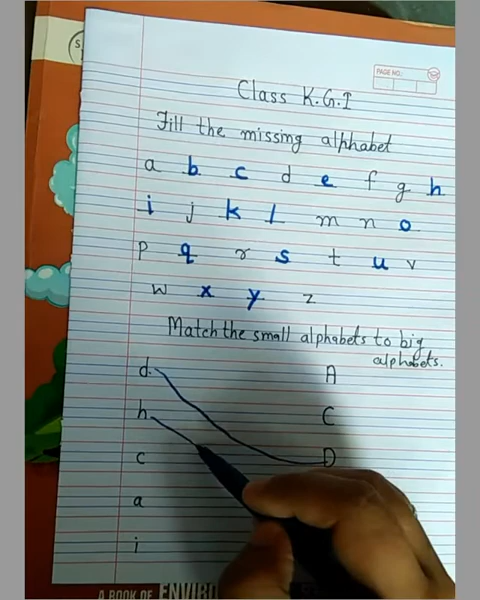 PAGE NO.:
Class K.G.I
Fill the missing alphabet
a b c d e f g h
i j k l m n o
p q r s t u v
w x y z
Match the small alphabets to big
alphabets.
d A
h C
c D
a
i
A BOOK OF ENVIRO